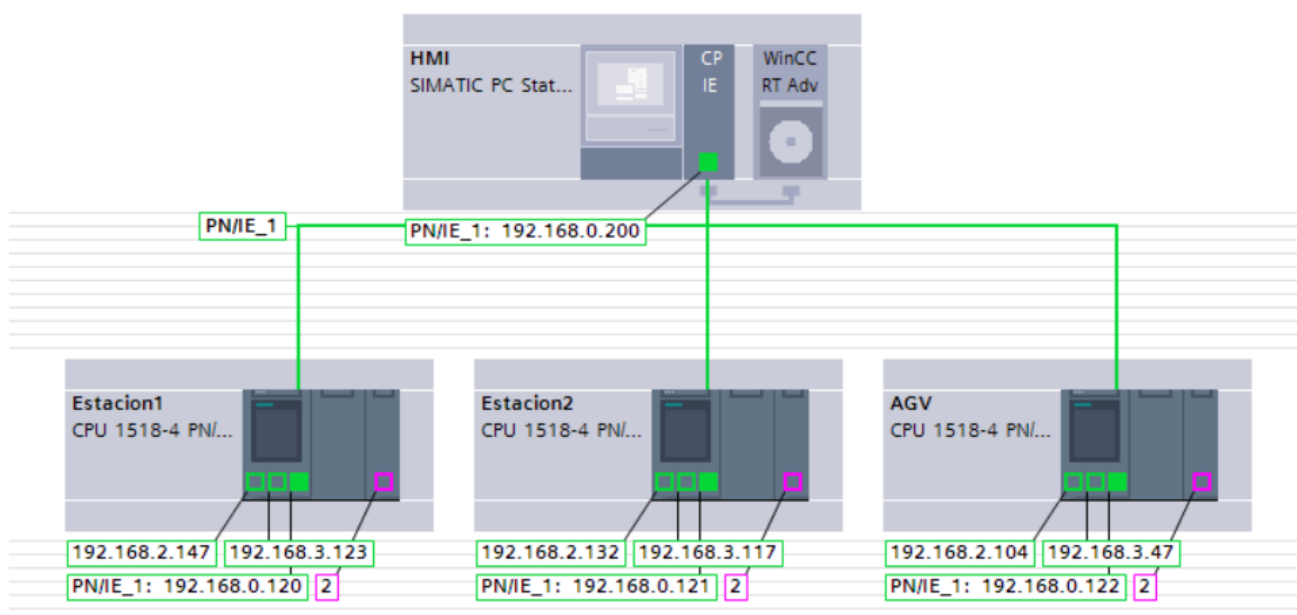 HMI
SIMATIC PC Stat...
CP
IE
WinCC
RT Adv
PN/IE_1
PN/IE_1: 192.168.0.200
Estacion1
CPU 1518-4 PN/...
192.168.2.147
192.168.3.123
PN/IE_1: 192.168.0.120
2
Estacion2
CPU 1518-4 PN/...
192.168.2.132
192.168.3.117
PN/IE_1: 192.168.0.121
2
AGV
CPU 1518-4 PN/...
192.168.2.104
192.168.3.47
PN/IE_1: 192.168.0.122
2